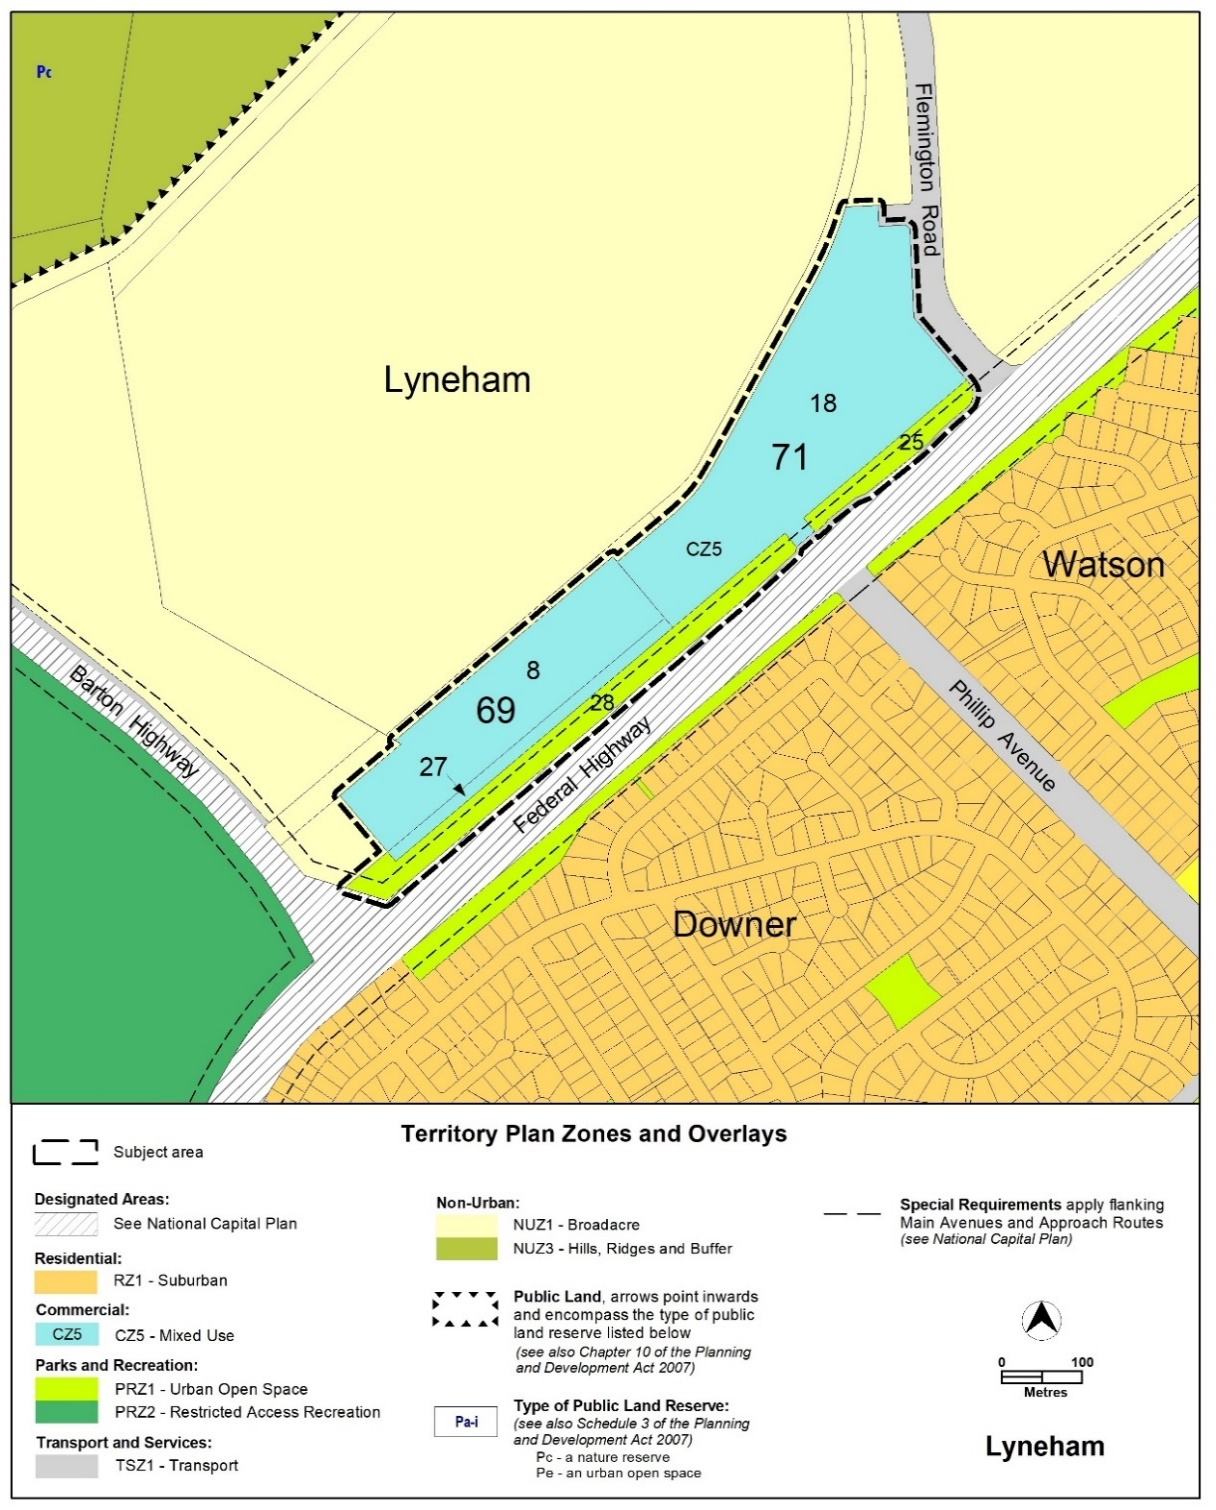 Pc
Flemington Road
Lyneham
18
71
25
Watson
CZ5
8
69
28
27
Barton Highway
Federal Highway
Phillip Avenue
Downer
Territory Plan Zones and Overlays
Subject area
Designated Areas:
See National Capital Plan
Residential:
RZ1 - Suburban
Commercial:
CZ5
CZ5 - Mixed Use
Parks and Recreation:
PRZ1 - Urban Open Space
PRZ2 - Restricted Access Recreation
Transport and Services:
TSZ1 - Transport
Non-Urban:
NUZ1 - Broadacre
NUZ3 - Hills, Ridges and Buffer
Public Land, arrows point inwards
and encompass the type of public
land reserve listed below
(see also Chapter 10 of the Planning
and Development Act 2007)
Pa-i
Type of Public Land Reserve:
(see also Schedule 3 of the Planning
and Development Act 2007)
Pc - a nature reserve
Pe - an urban open space
Special Requirements apply flanking
Main Avenues and Approach Routes
(see National Capital Plan)
0 100
Metres
Lyneham